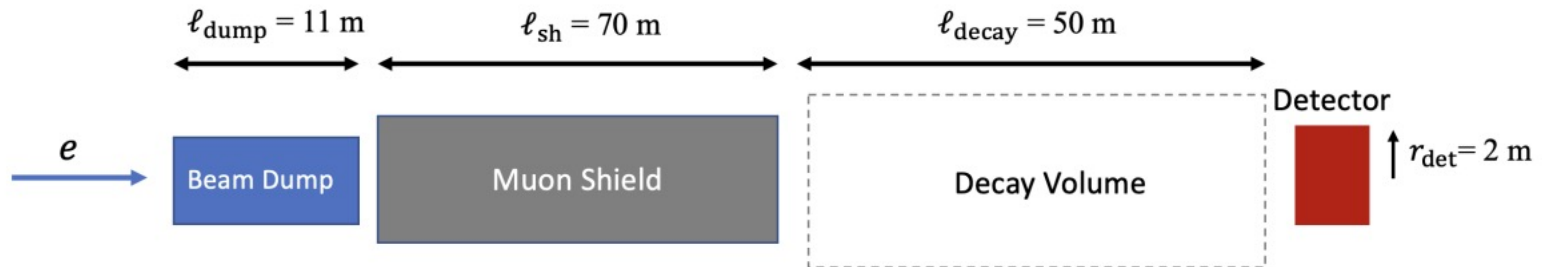 ℓdump = 11 m
ℓsh = 70 m
ℓdecay = 50 m
Detector
e
Beam Dump
Muon Shield
Decay Volume
rdet= 2 m